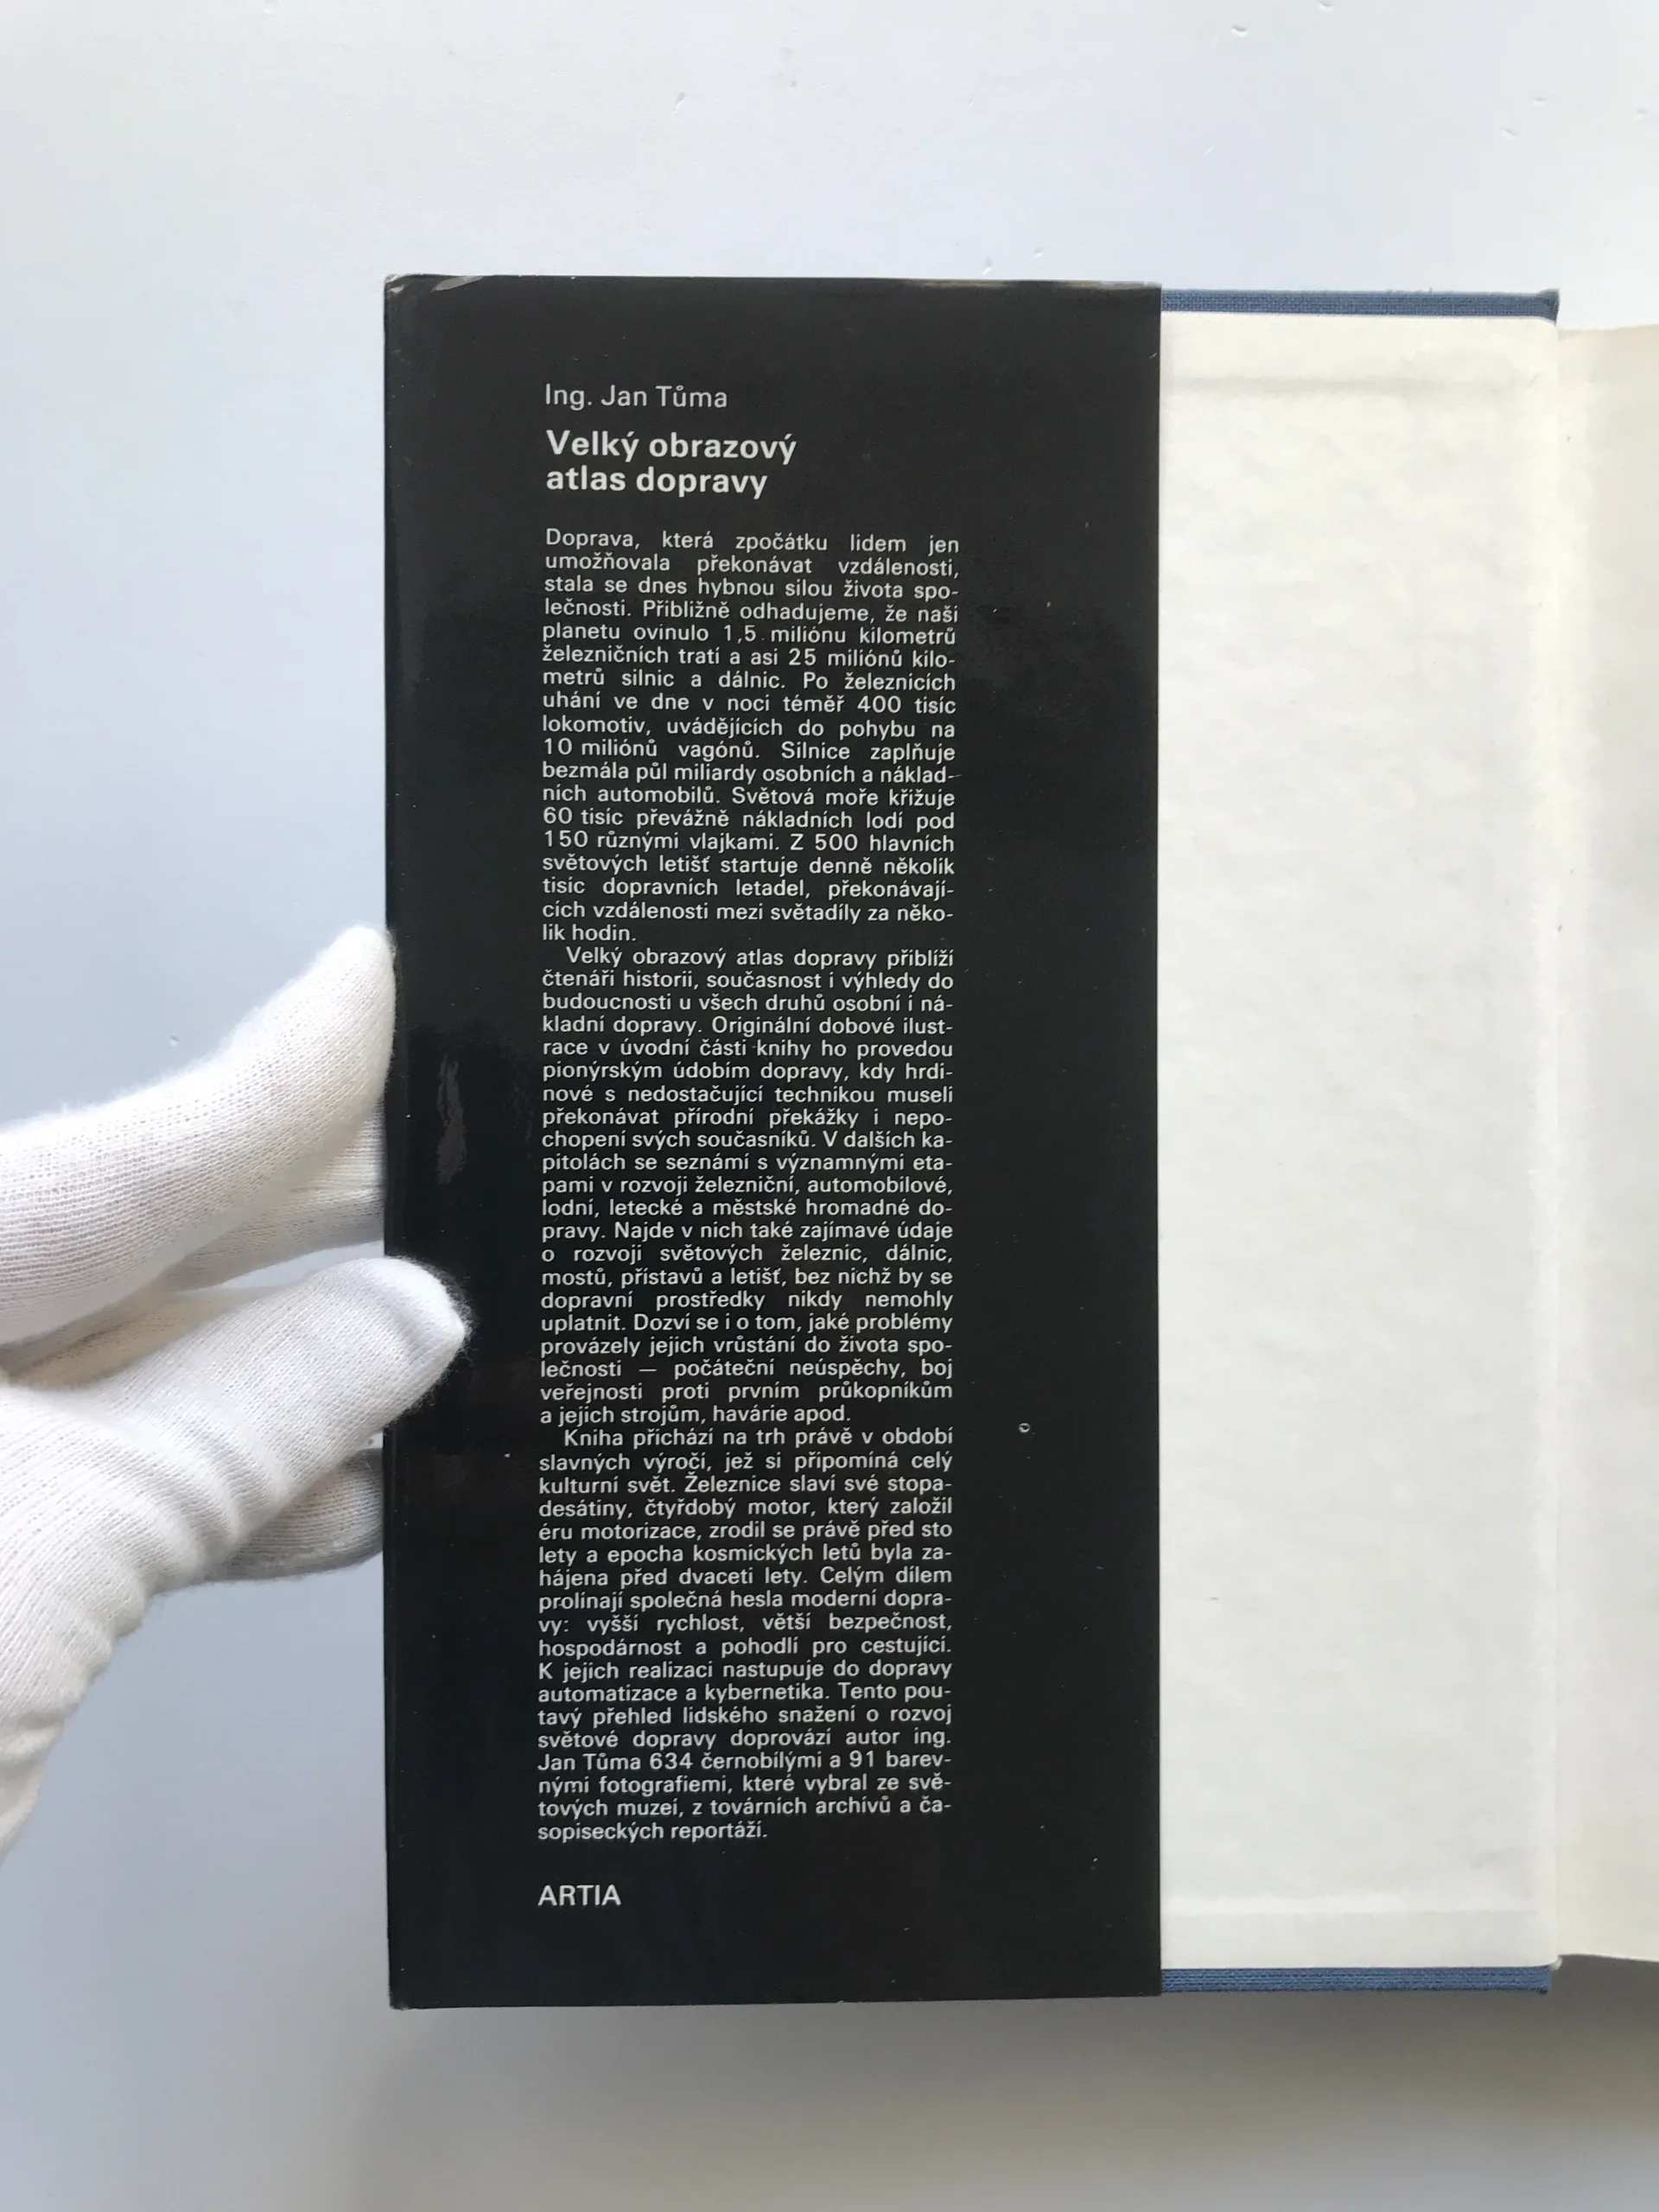 Ing. Jan Tůma
Velký obrazový
atlas dopravy
Doprava, která zpočátku lidem jen
umožňovala překonávat vzdálenosti,
stala se dnes hybnou silou života spo-
lečnosti. Přibližně odhadujeme, že naši
planetu ovinulo 1,5 miliónu kilometrů
železničních tratí a asi 25 miliónů kilo-
metrů silnic a dálnic. Po železnicích
uhání ve dne v noci téměř 400 tisíc
lokomotiv, uvádějících do pohybu na
10 miliónů vagónů. Silnice zaplňuje
bezmála půl miliardy osobních a náklad-
ních automobilů. Světová moře křižuje
60 tisíc převážně nákladních lodí pod
150 různými vlajkami. Z 500 hlavních
světových letišť startuje denně několik
tisíc dopravních letadel, překonávají-
cích vzdálenosti mezi světadíly za něko-
lik hodin.
Velký obrazový atlas dopravy přiblíží
čtenáři historii, současnost i výhledy do
budoucnosti u všech druhů osobní i ná-
kladní dopravy. Originální dobové ilust-
race v úvodní části knihy ho provedou
pionýrským údobím dopravy, kdy hrdi-
nové s nedostačující technikou museli
překonávat přírodní překážky i nepo-
chopení svých současníků. V dalších ka-
pitolách se seznámí s významnými eta-
pami v rozvoji železniční, automobilové,
lodní, letecké a městské hromadné do-
pravy. Najde v nich také zajímavé údaje
o rozvoji světových železnic, dálnic,
mostů, přístavů a letišť, bez nichž by se
dopravní prostředky nikdy nemohly
uplatnit. Dozví se i o tom, jaké problémy
provázely jejich vrůstání do života spo-
lečnosti — počáteční neúspěchy, boj
veřejnosti proti prvním průkopníkům
a jejich strojům, havárie apod.
Kniha přichází na trh právě v období
slavných výročí, jež si připomíná celý
kulturní svět. Železnice slaví své stopa-
desátiny, čtyřdobý motor, který založil
éru motorizace, zrodil se právě před sto
lety a epocha kosmických letů byla za-
hájena před dvaceti lety. Celým dílem
prolínají společná hesla moderní dopra-
vy: vyšší rychlost, větší bezpečnost,
hospodárnost a pohodlí pro cestující.
K jejich realizaci nastupuje do dopravy
automatizace a kybernetika. Tento pou-
tavý přehled lidského snažení o rozvoj
světové dopravy doprovází autor ing.
Jan Tůma 634 černobílými a 91 barev-
nými fotografiemi, které vybral ze svě-
tových muzeí, z továrních archívů a ča-
sopiseckých reportáží.
ARTIA